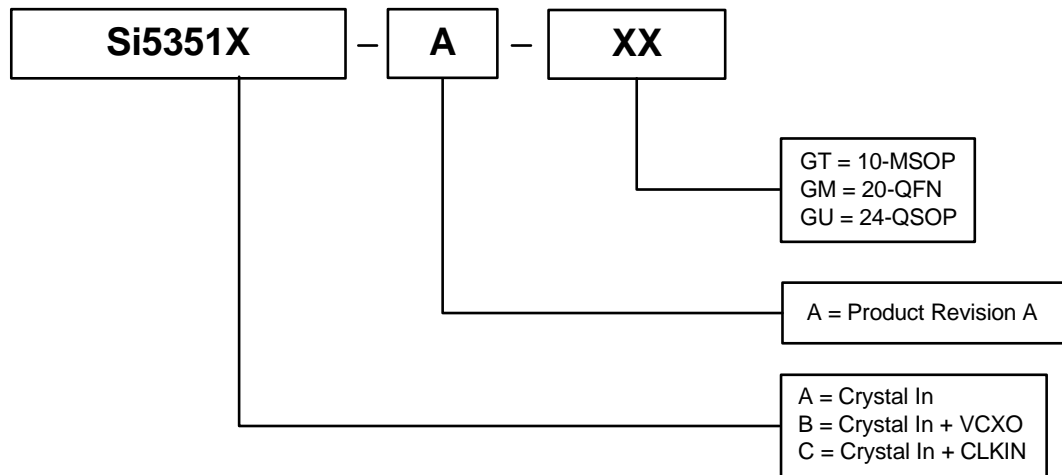 Si5351X – A – XX
GT = 10-MSOP
GM = 20-QFN
GU = 24-QSOP
A = Product Revision A
A = Crystal In
B = Crystal In + VCXO
C = Crystal In + CLKIN